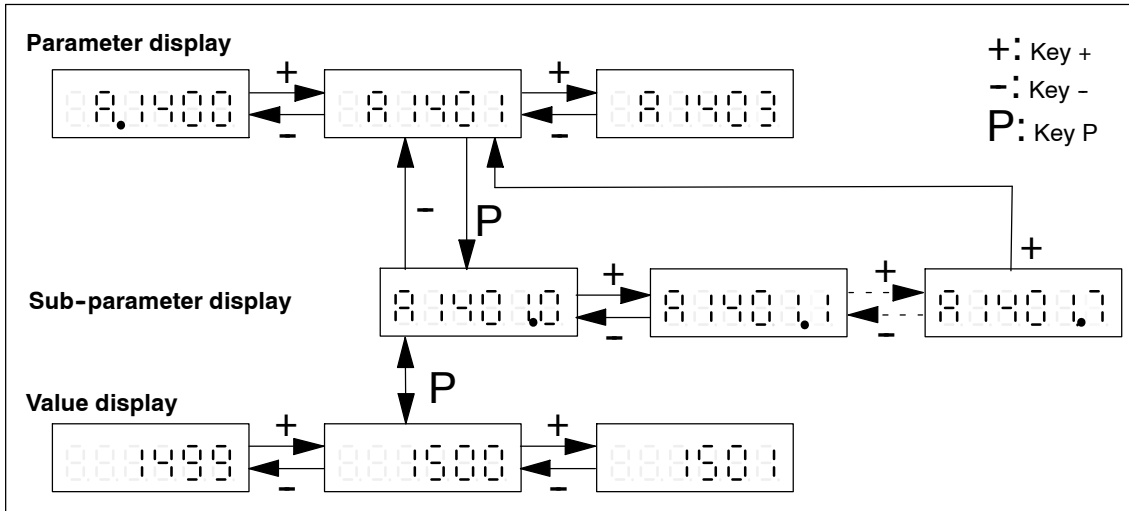 Parameter display
+: Key +
-: Key -
P: Key P
+ +
A.1400 A 1401 A 1403
- -
- P
+
Sub-parameter display
+ +
A 1401.0 A 1401.1 A 1401.7
- -
P
Value display
+ +
1499 1500 1501
- -